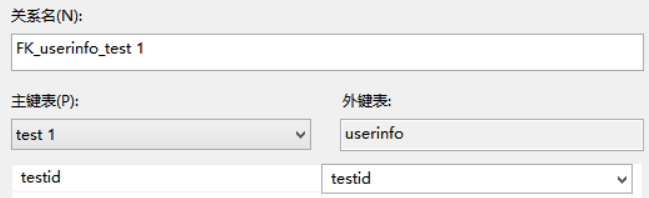 关系名(N):
FK_userinfo_test 1
主键表(P): 外键表:
test 1 userinfo
testid testid